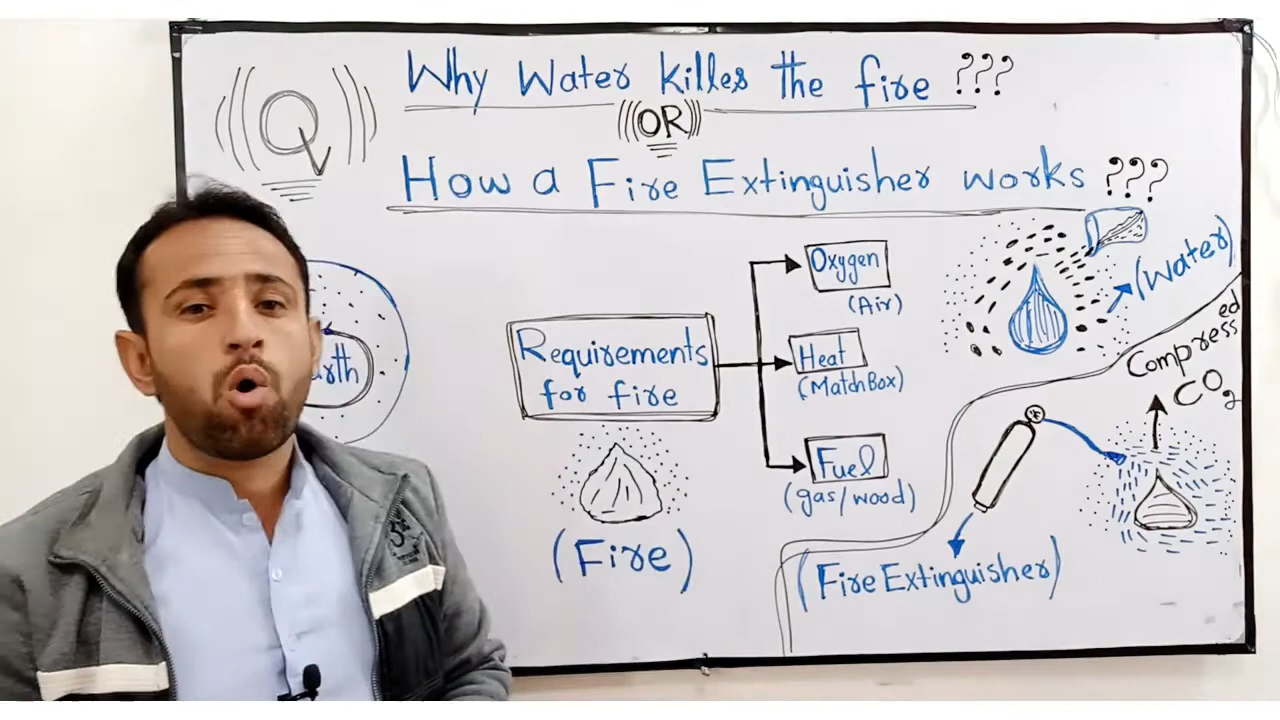 Q
Why Water killes the fire ???
(((OR)))
How a Fire Extinguisher works ???
Requirements
for fire
(Fire)
Oxygen
(Air)
Heat
(MatchBox)
Fuel
(gas/wood)
(Water)
Compressed
CO2
(Fire Extinguisher)